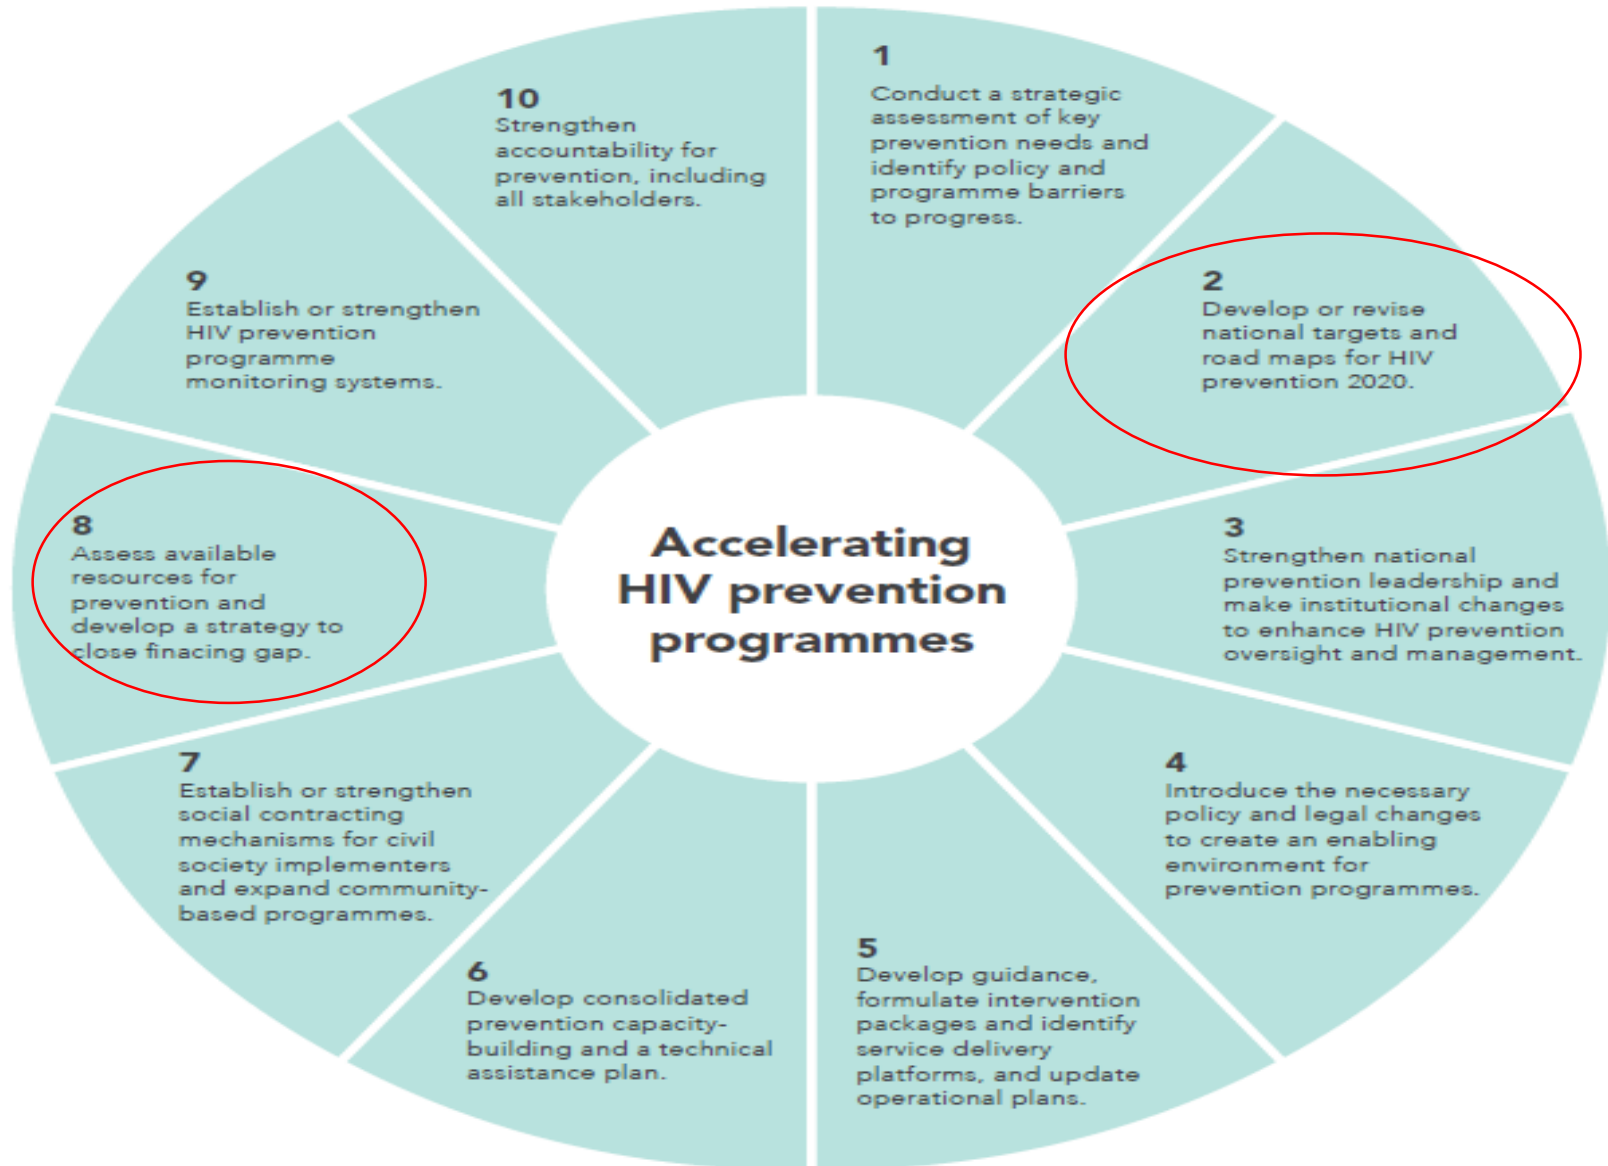 1
Conduct a strategic
assessment of key
prevention needs and
identify policy and
programme barriers
to progress.
2
Develop or revise
national targets and
road maps for HIV
prevention 2020.
3
Strengthen national
prevention leadership and
make institutional changes
to enhance HIV prevention
oversight and management.
4
Introduce the necessary
policy and legal changes
to create an enabling
environment for
prevention programmes.
5
Develop guidance,
formulate intervention
packages and identify
service delivery
platforms, and update
operational plans.
6
Develop consolidated
prevention capacity-
building and a technical
assistance plan.
7
Establish or strengthen
social contracting
mechanisms for civil
society implementers
and expand community-
based programmes.
8
Assess available
resources for
prevention and
develop a strategy to
close finacing gap.
9
Establish or strengthen
HIV prevention
programme
monitoring systems.
10
Strengthen
accountability for
prevention, including
all stakeholders.
Accelerating
HIV prevention
programmes